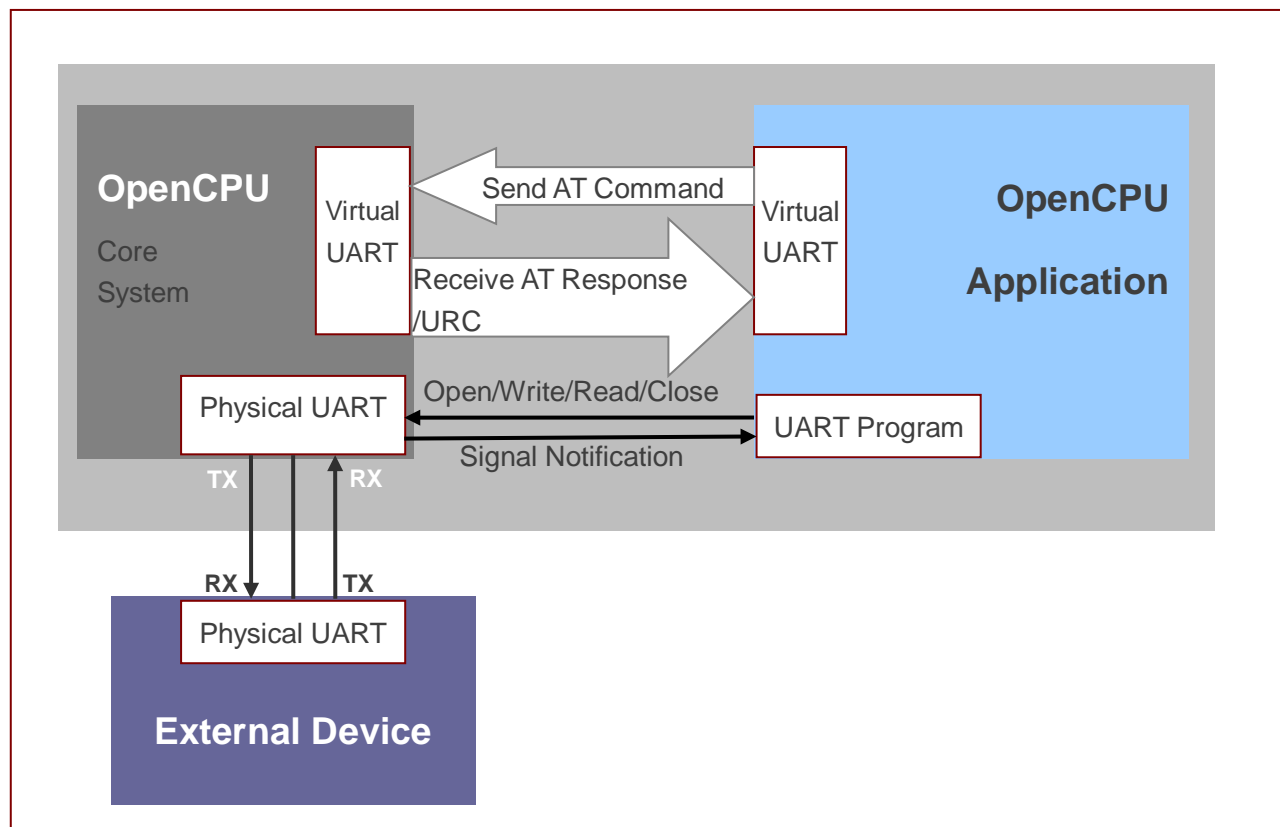 OpenCPU
Core
System
Virtual
UART
Send AT Command
Receive AT Response
/URC
Virtual
UART
OpenCPU
Application
Physical UART
Open/Write/Read/Close
Signal Notification
UART Program
TX
RX
RX
TX
Physical UART
External Device